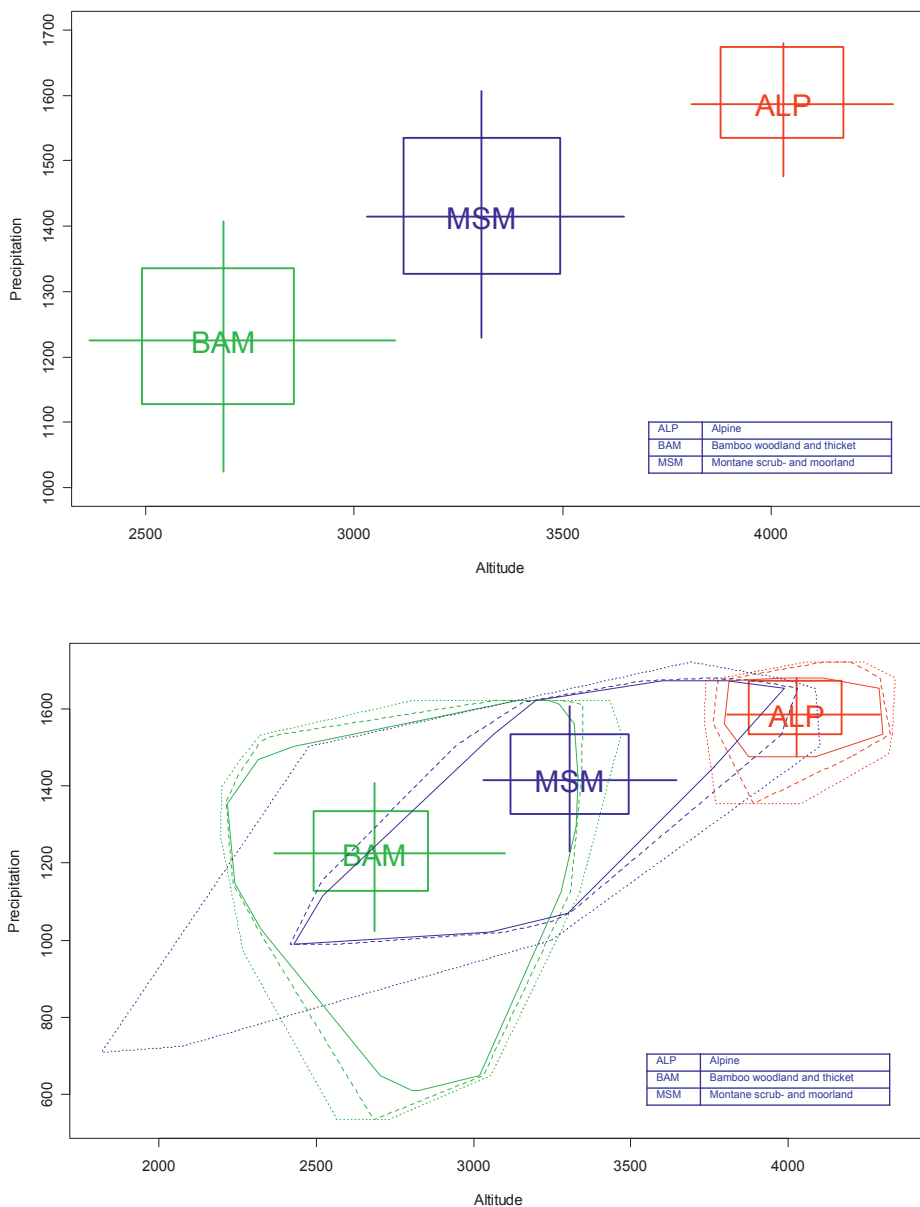 1700
1600
1500
1400
1300
1200
1100
1000
Precipitation
ALP
MSM
BAM
ALP Alpine
BAM Bamboo woodland and thicket
MSM Montane scrub- and moorland
2500 3000 3500 4000
Altitude
1600
1400
1200
1000
800
600
Precipitation
ALP
MSM
BAM
ALP Alpine
BAM Bamboo woodland and thicket
MSM Montane scrub- and moorland
2000 2500 3000 3500 4000
Altitude